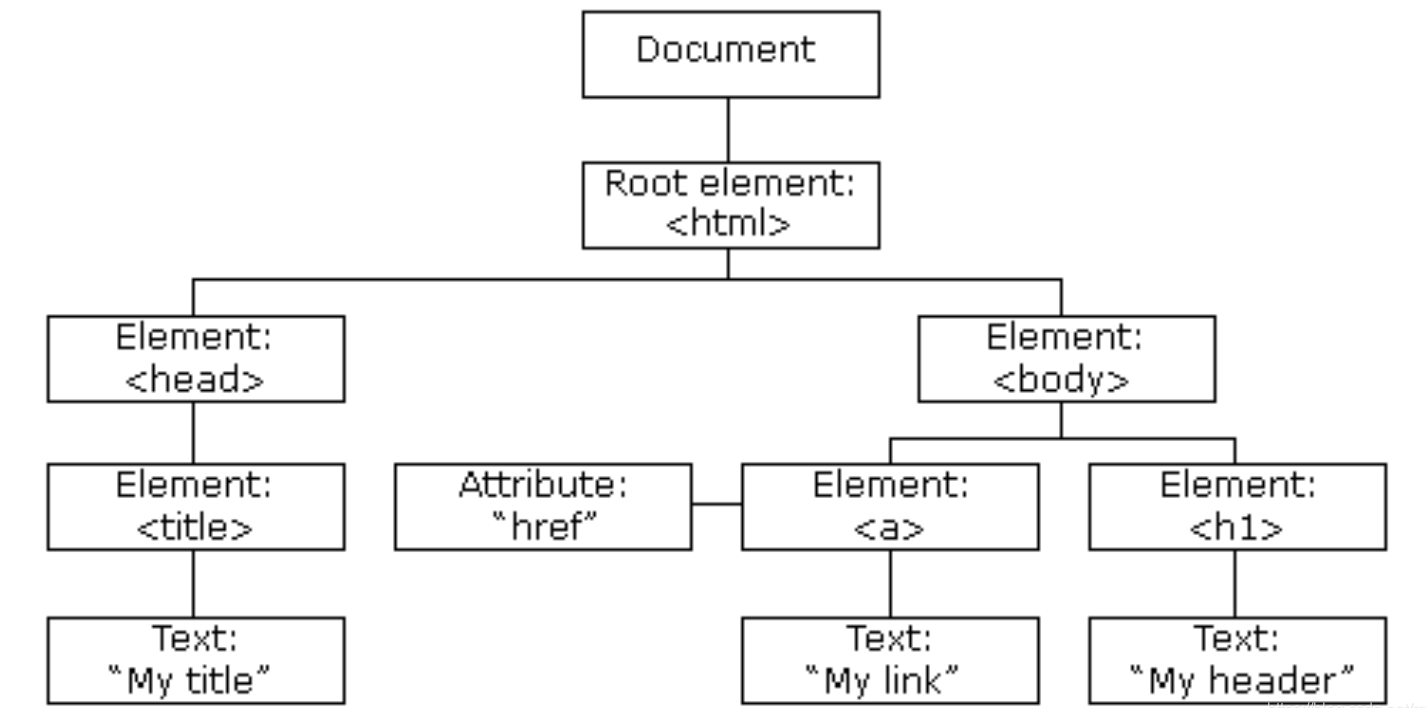 Document
Root element:
<html>
Element:
<head>
Element:
<body>
Element:
<title>
Attribute:
“href”
Element:
<a>
Element:
<h1>
Text:
“My title”
Text:
“My link”
Text:
“My header”